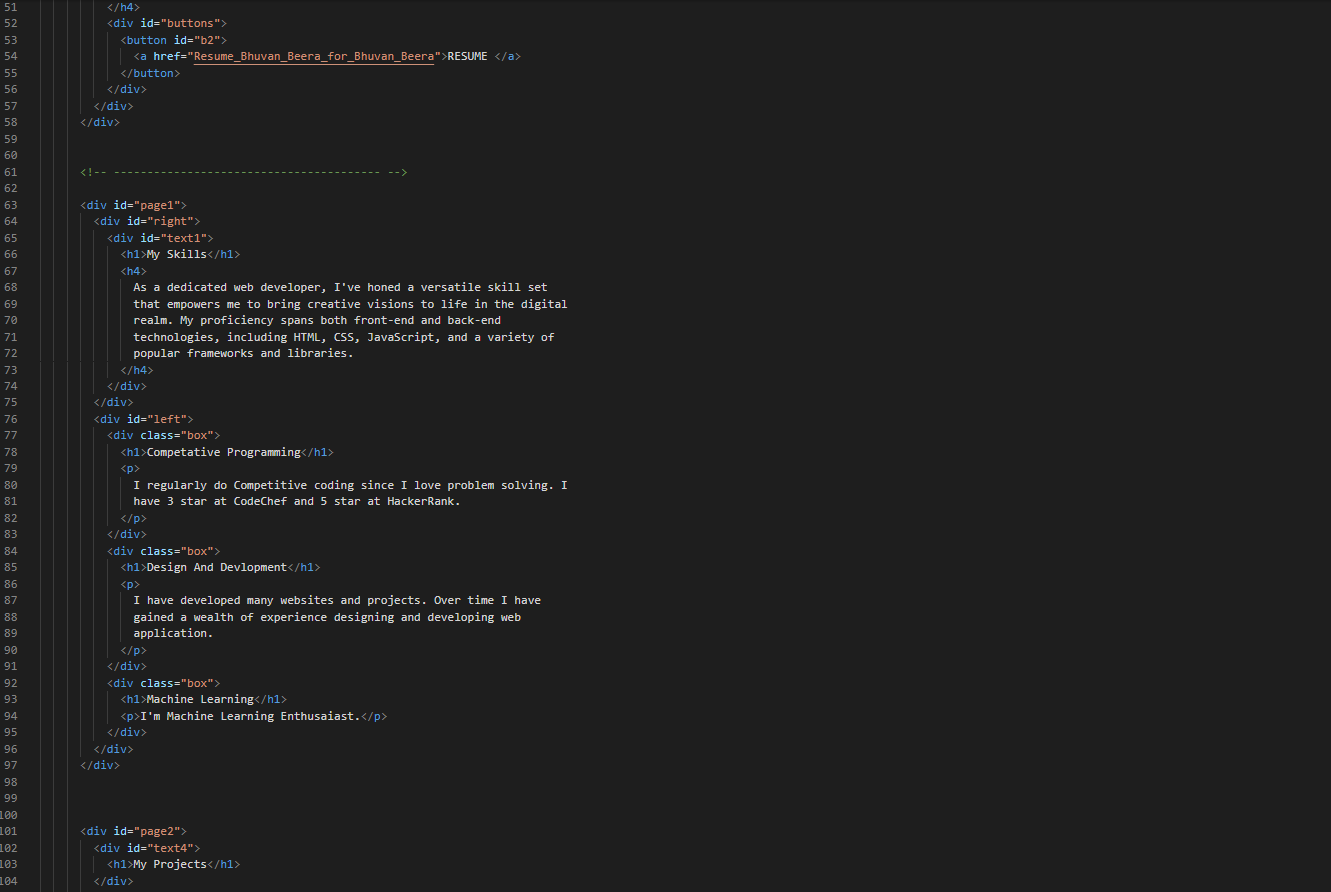 51 </h4>
52 <div id="buttons">
53 <button id="b2">
54 <a href="Resume_Bhuvan_Beera_for_Bhuvan_Beera">RESUME </a>
55 </button>
56 </div>
57 </div>
58 </div>
59
60
61 <!-- ---------------------------------------- -->
62
63 <div id="page1">
64 <div id="right">
65 <div id="text1">
66 <h1>My Skills</h1>
67 <h4>
68 As a dedicated web developer, I've honed a versatile skill set
69 that empowers me to bring creative visions to life in the digital
70 realm. My proficiency spans both front-end and back-end
71 technologies, including HTML, CSS, JavaScript, and a variety of
72 popular frameworks and libraries.
73 </h4>
74 </div>
75 </div>
76 <div id="left">
77 <div class="box">
78 <h1>Competative Programming</h1>
79 <p>
80 I regularly do Competitive coding since I love problem solving. I
81 have 3 star at CodeChef and 5 star at HackerRank.
82 </p>
83 </div>
84 <div class="box">
85 <h1>Design And Devlopment</h1>
86 <p>
87 I have developed many websites and projects. Over time I have
88 gained a wealth of experience designing and developing web
89 application.
90 </p>
91 </div>
92 <div class="box">
93 <h1>Machine Learning</h1>
94 <p>I'm Machine Learning Enthusaiast.</p>
95 </div>
96 </div>
97 </div>
98
99
100
101 <div id="page2">
102 <div id="text4">
103 <h1>My Projects</h1>
104 </div>